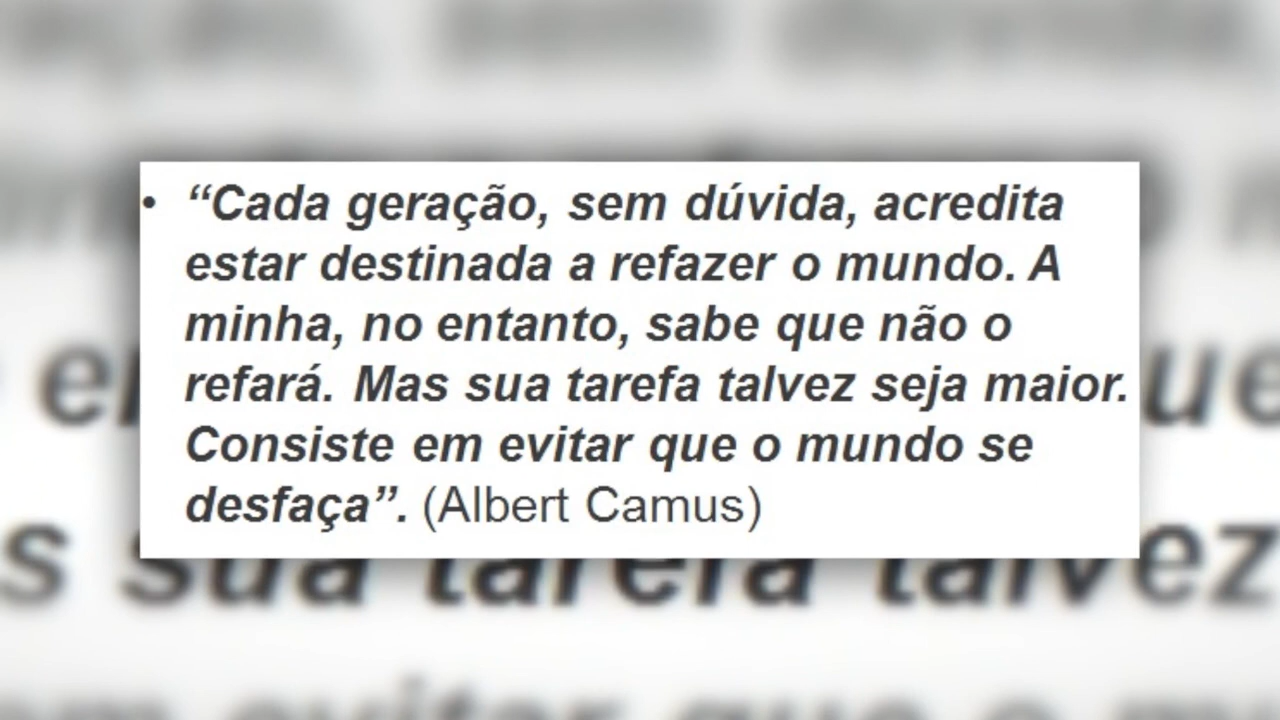 • “Cada geração, sem dúvida, acredita
estar destinada a refazer o mundo. A
minha, no entanto, sabe que não o
refará. Mas sua tarefa talvez seja maior.
Consiste em evitar que o mundo se
desfaça”. (Albert Camus)